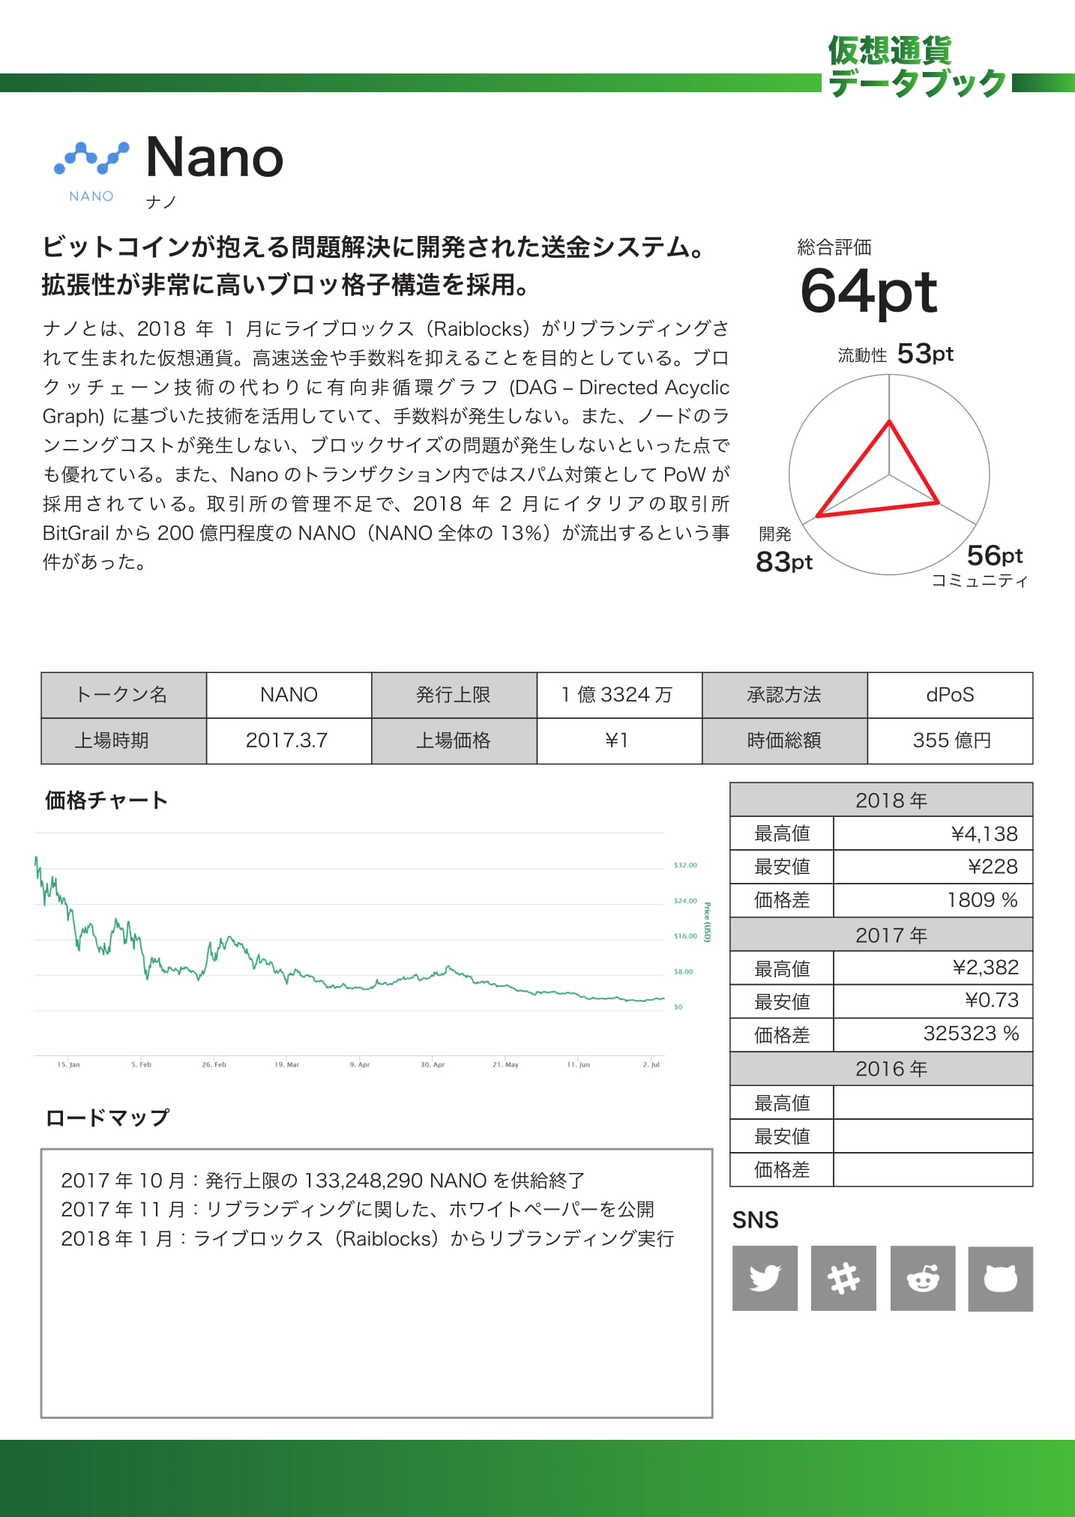 仮想通貨
データブック
NANO
Nano
ナノ
ビットコインが抱える問題解決に開発された送金システム。
拡張性が非常に高いブロッ格子構造を採用。
ナノとは、2018 年 1 月にライブロックス（Raiblocks）がリブランディングさ
れて生まれた仮想通貨。高速送金や手数料を抑えることを目的としている。ブロ
クッチェーン技術の代わりに有向非循環グラフ (DAG – Directed Acyclic
Graph) に基づいた技術を活用していて、手数料が発生しない。また、ノードのラ
ンニングコストが発生しない、ブロックサイズの問題が発生しないといった点で
も優れている。また、Nano のトランザクション内ではスパム対策として PoW が
採用されている。取引所の管理不足で、2018 年 2 月にイタリアの取引所
BitGrail から 200 億円程度の NANO（NANO 全体の 13%）が流出するという事
件があった。
総合評価
64pt
流動性 53pt
開発
83pt
56pt
コミュニティ
トークン名 NANO 発行上限 1 億 3324 万 承認方法 dPoS
上場時期 2017.3.7 上場価格 ¥1 時価総額 355 億円
価格チャート
$32.00
$24.00
$16.00
$8.00
$0
Price (USD)
15. Jan 5. Feb 26. Feb 19. Mar 9. Apr 30. Apr 21. May 11. Jun 2. Jul
2018 年
最高値 ¥4,138
最安値 ¥228
価格差 1809 %
2017 年
最高値 ¥2,382
最安値 ¥0.73
価格差 325323 %
2016 年
最高値
最安値
価格差
ロードマップ
2017 年 10 月：発行上限の 133,248,290 NANO を供給終了
2017 年 11 月：リブランディングに関した、ホワイトペーパーを公開
2018 年 1 月：ライブロックス（Raiblocks）からリブランディング実行
SNS